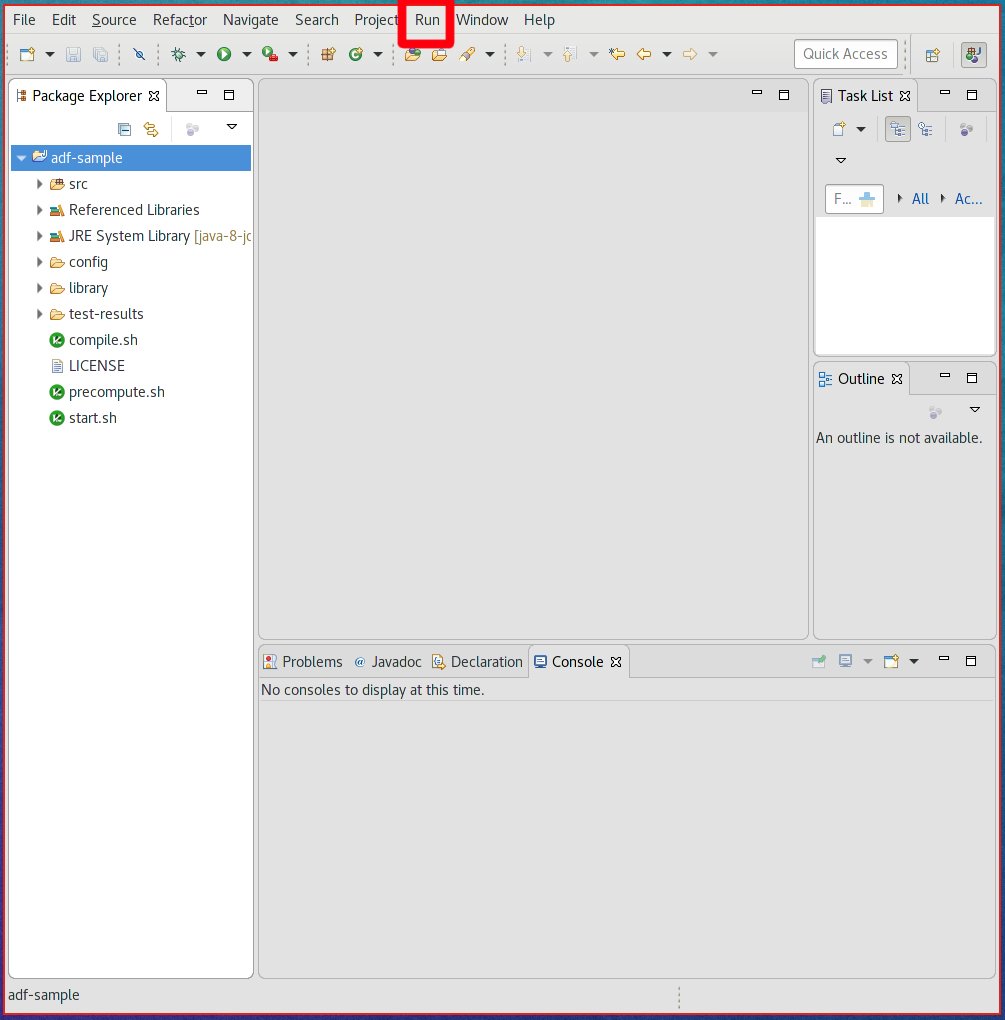 File Edit Source Refactor Navigate Search Project Run Window Help
Quick Access
Package Explorer
adf-sample
src
Referenced Libraries
JRE System Library [java-8-
config
library
test-results
compile.sh
LICENSE
precompute.sh
start.sh
Task List
F... All Ac...
Outline
An outline is not available.
Problems @ Javadoc Declaration Console
No consoles to display at this time.
adf-sample